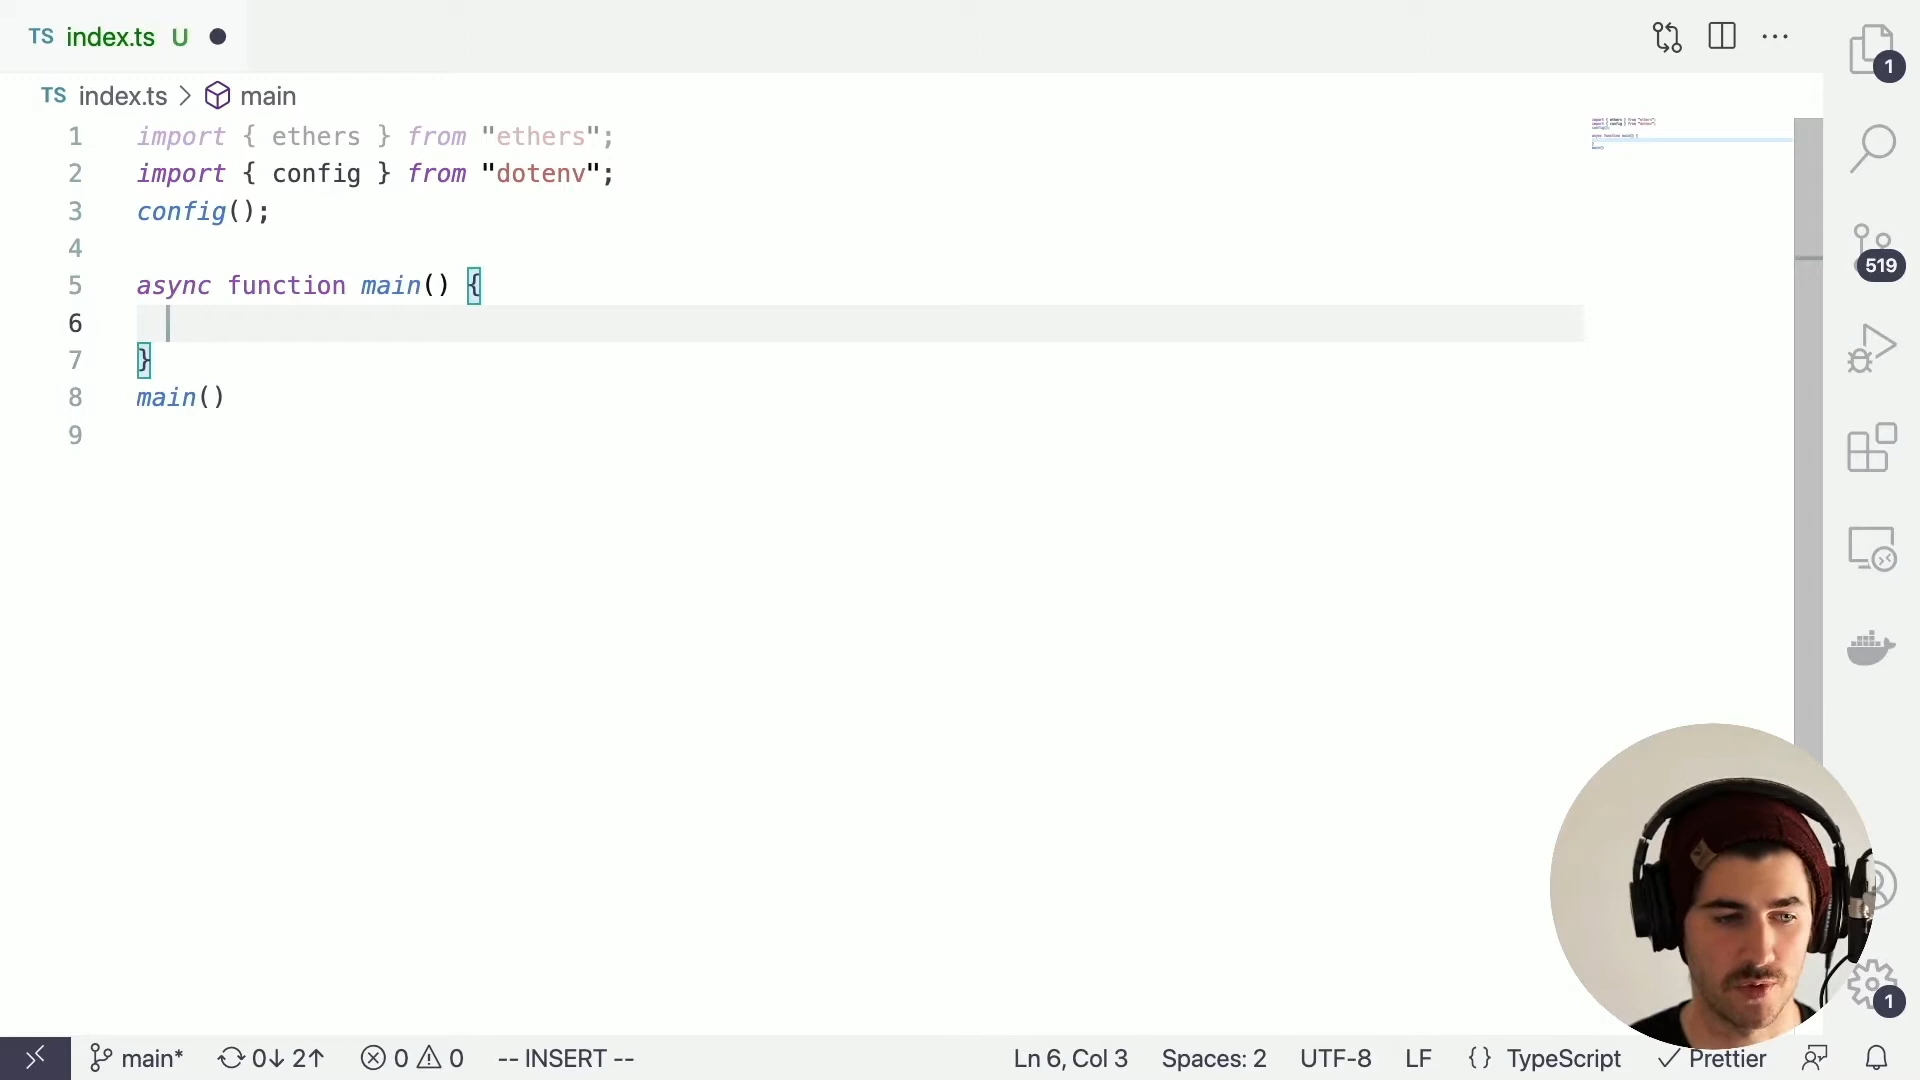 TS index.ts U
TS index.ts > main
1 import { ethers } from "ethers";
2 import { config } from "dotenv";
3 config();
4
5 async function main() {
6
7 }
8 main()
9
1
519
1
main* 0↓ 2↑ 0 0 -- INSERT -- Ln 6, Col 3 Spaces: 2 UTF-8 LF {} TypeScript Prettier